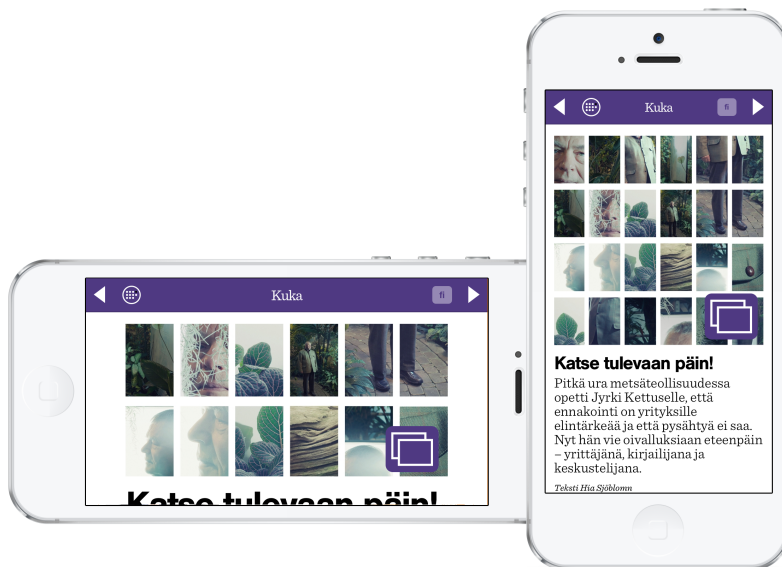 Kuka
fi
Katse tulevaan päin!
Kuka
fi
Katse tulevaan päin!
Pitkä ura metsäteollisuudessa
opetti Jyrki Kettuselle, että
ennakointi on yrityksille
elintärkeää ja että pysähtyä ei saa.
Nyt hän vie oivalluksiaan eteenpäin
– yrittäjänä, kirjailijana ja
keskustelijana.
Teksti Hia Sjöblomn